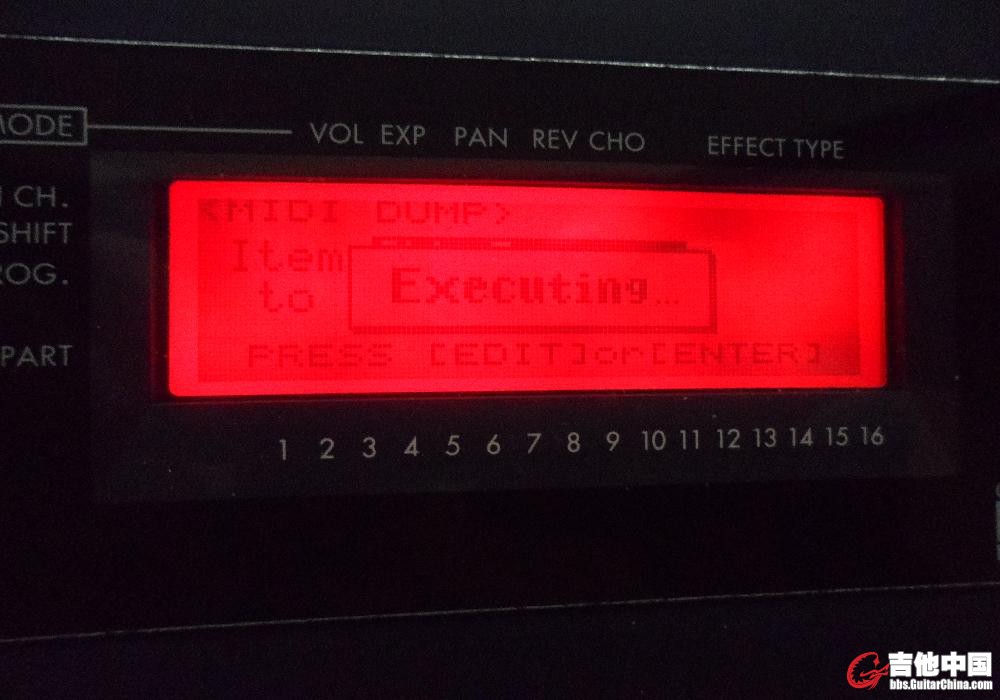 MODE
VOL EXP PAN REV CHO EFFECT TYPE
CH.
SHIFT
PART
<MIDI DUMP>
Item
to
Executing...
PRESS [EDIT]or[ENTER]
1 2 3 4 5 6 7 8 9 10 11 12 13 14 15 16
吉他中国
bbs.GuitarChina.com